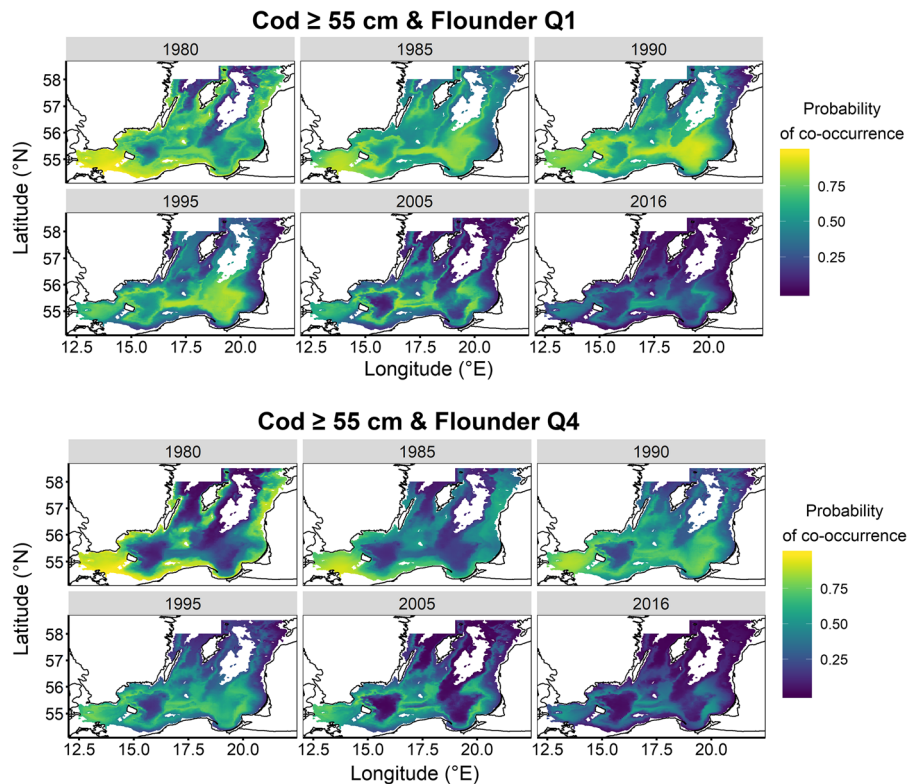 Cod ≥ 55 cm & Flounder Q1
1980 1985 1990
58
57
56
55
1995 2005 2016
58
57
56
55
12.5 15.0 17.5 20.0 12.5 15.0 17.5 20.0 12.5 15.0 17.5 20.0
Latitude (°N)
Longitude (°E)
Probability
of co-occurrence
0.75
0.50
0.25
Cod ≥ 55 cm & Flounder Q4
1980 1985 1990
58
57
56
55
1995 2005 2016
58
57
56
55
12.5 15.0 17.5 20.0 12.5 15.0 17.5 20.0 12.5 15.0 17.5 20.0
Latitude (°N)
Longitude (°E)
Probability
of co-occurrence
0.75
0.50
0.25